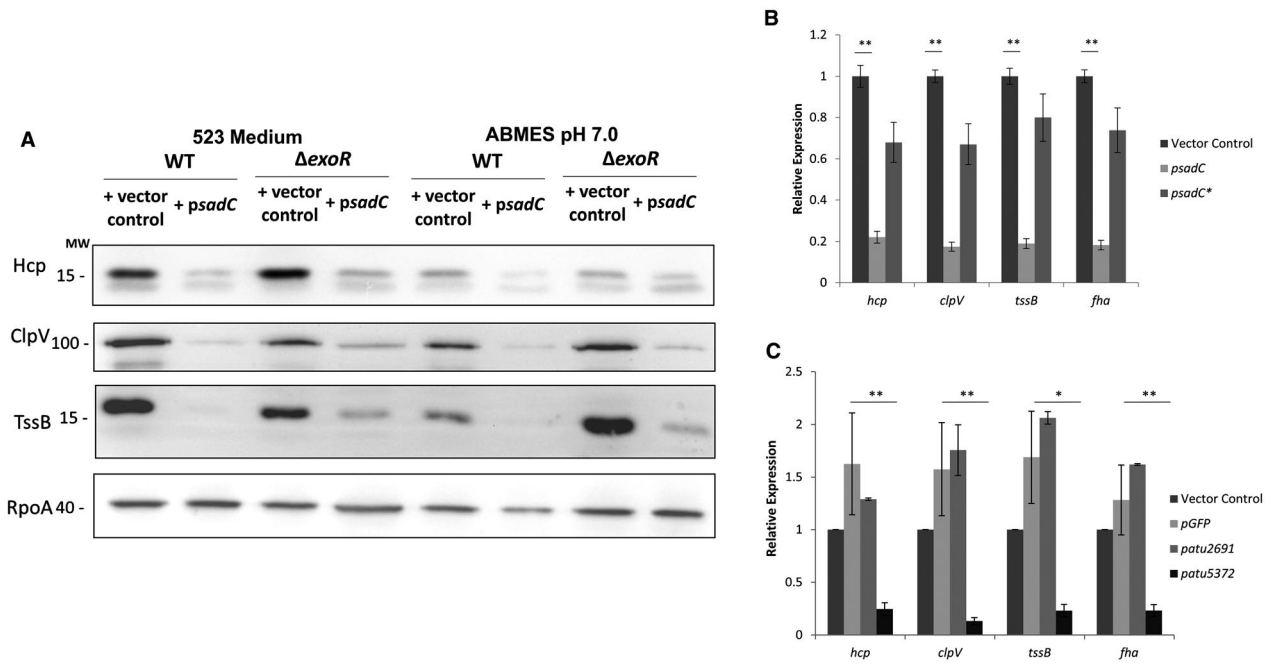 A
523 Medium
ABMES pH 7.0
WT
ΔexoR
WT
ΔexoR
+ vector control
+ psadC
+ vector control
+ psadC
+ vector control
+ psadC
+ vector control
+ psadC
MW
Hcp
15 -
ClpV
100 -
TssB
15 -
RpoA
40 -
B
Relative Expression
1.2
1
0.8
0.6
0.4
0.2
0
**
**
**
**
hcp
clpV
tssB
fha
Vector Control
psadC
psadC*
C
Relative Expression
2.5
2
1.5
1
0.5
0
**
**
*
**
hcp
clpV
tssB
fha
Vector Control
pGFP
patu2691
patu5372